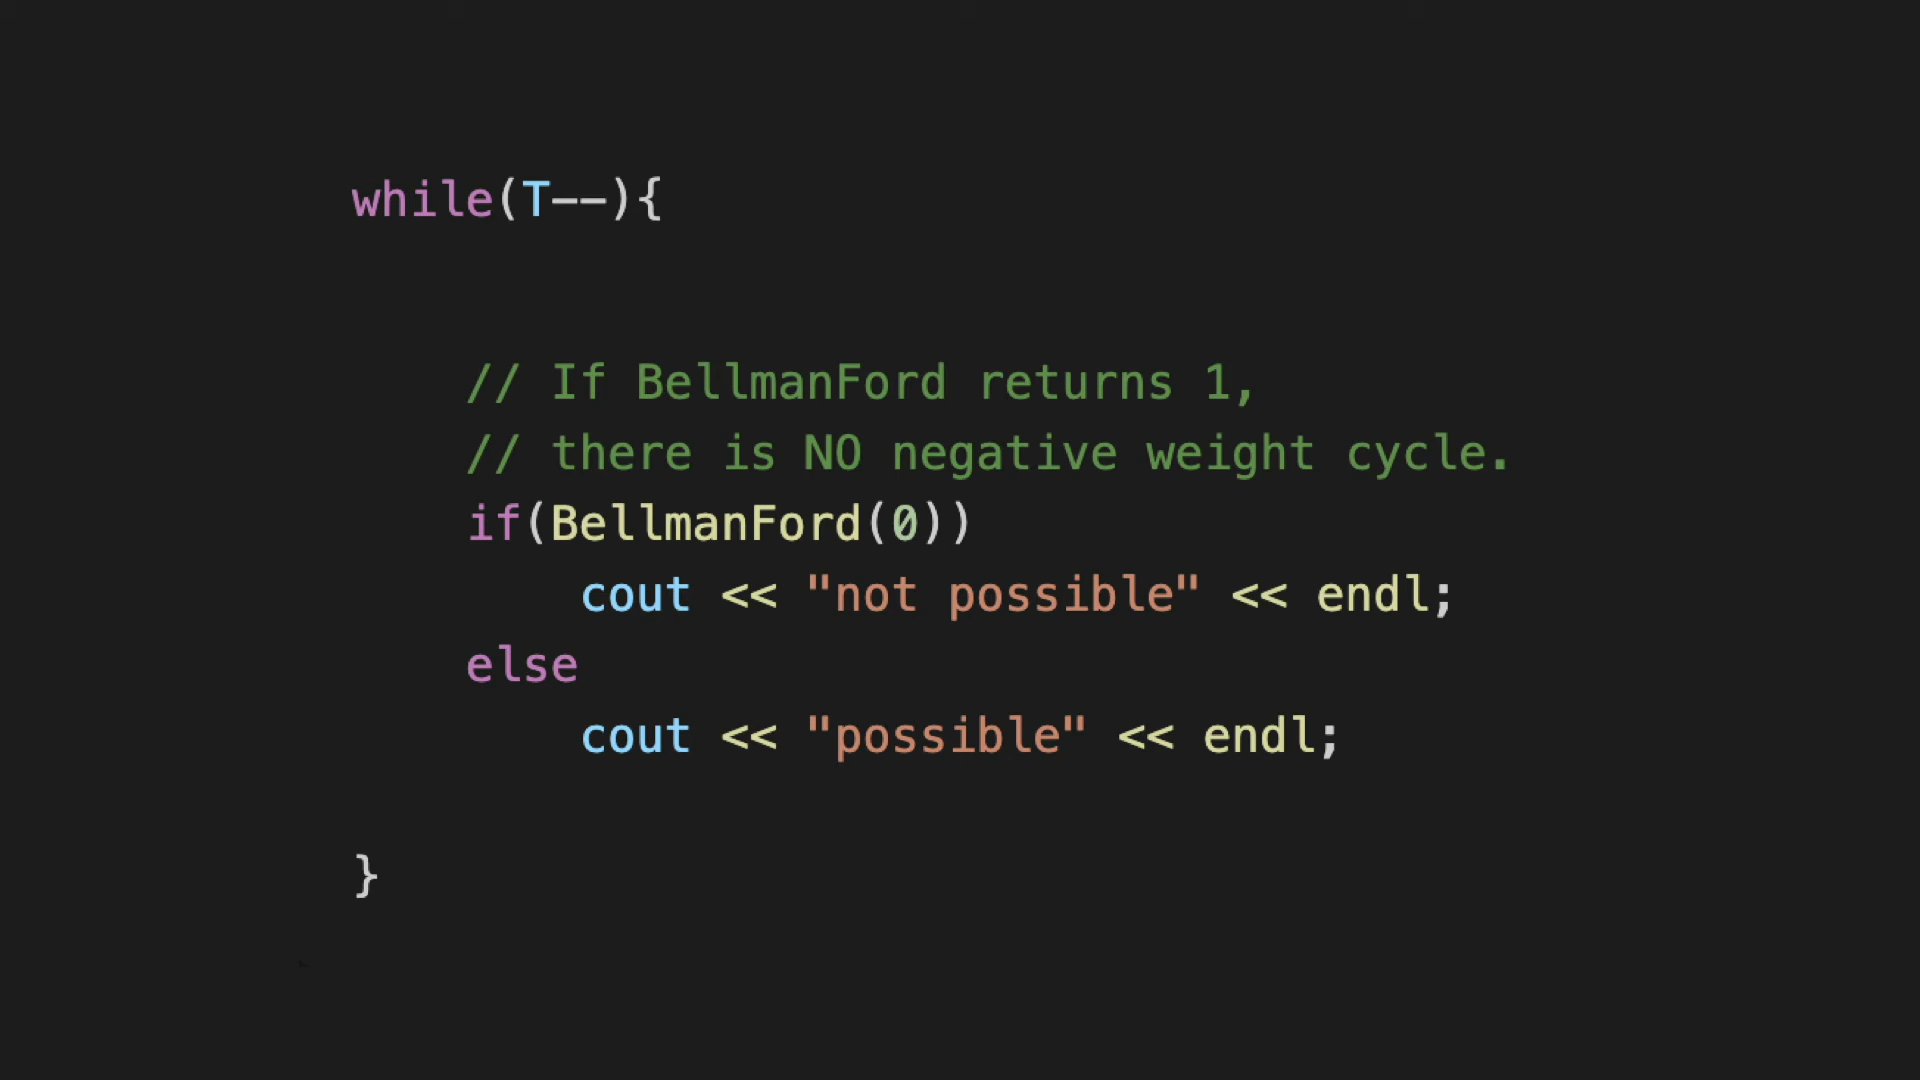 while(T--){
// If BellmanFord returns 1,
// there is NO negative weight cycle.
if(BellmanFord(0))
cout << "not possible" << endl;
else
cout << "possible" << endl;
}